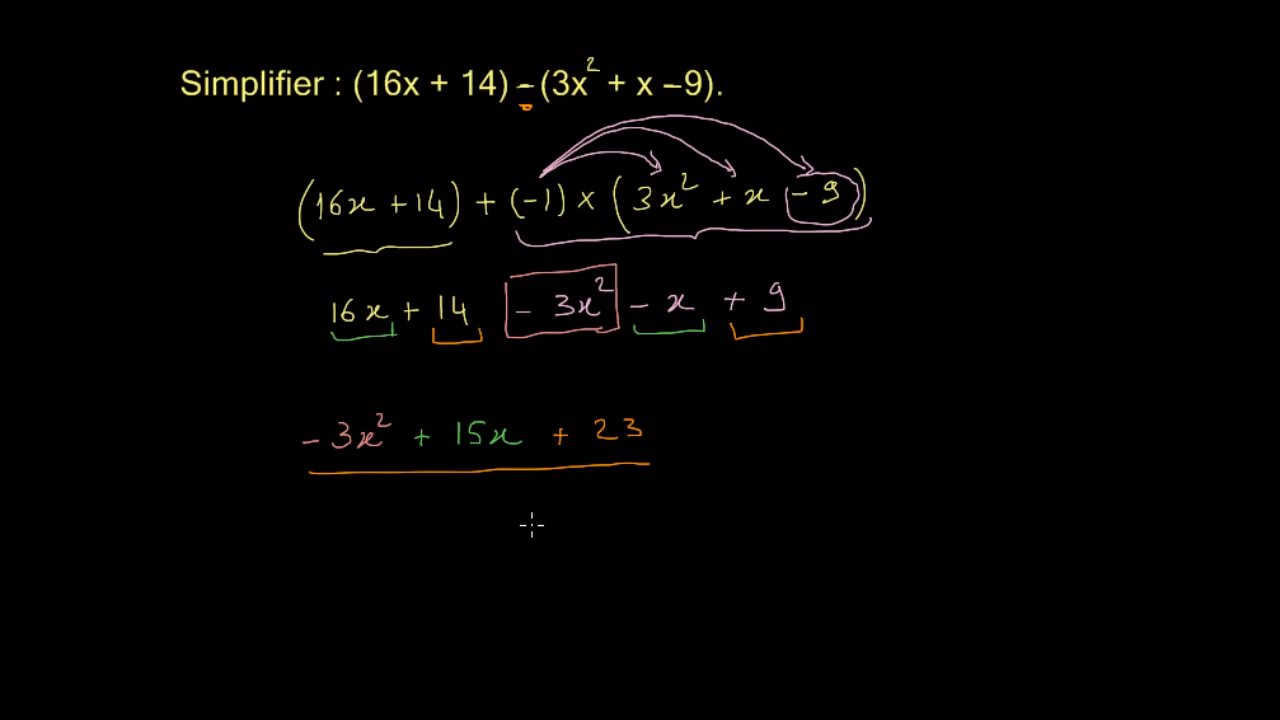 Simplifier : (16x + 14) - (3x² + x – 9).
(16x + 14) + (-1) × (3x² + x - 9)
16x + 14 - 3x² - x + 9
- 3x² + 15x + 23